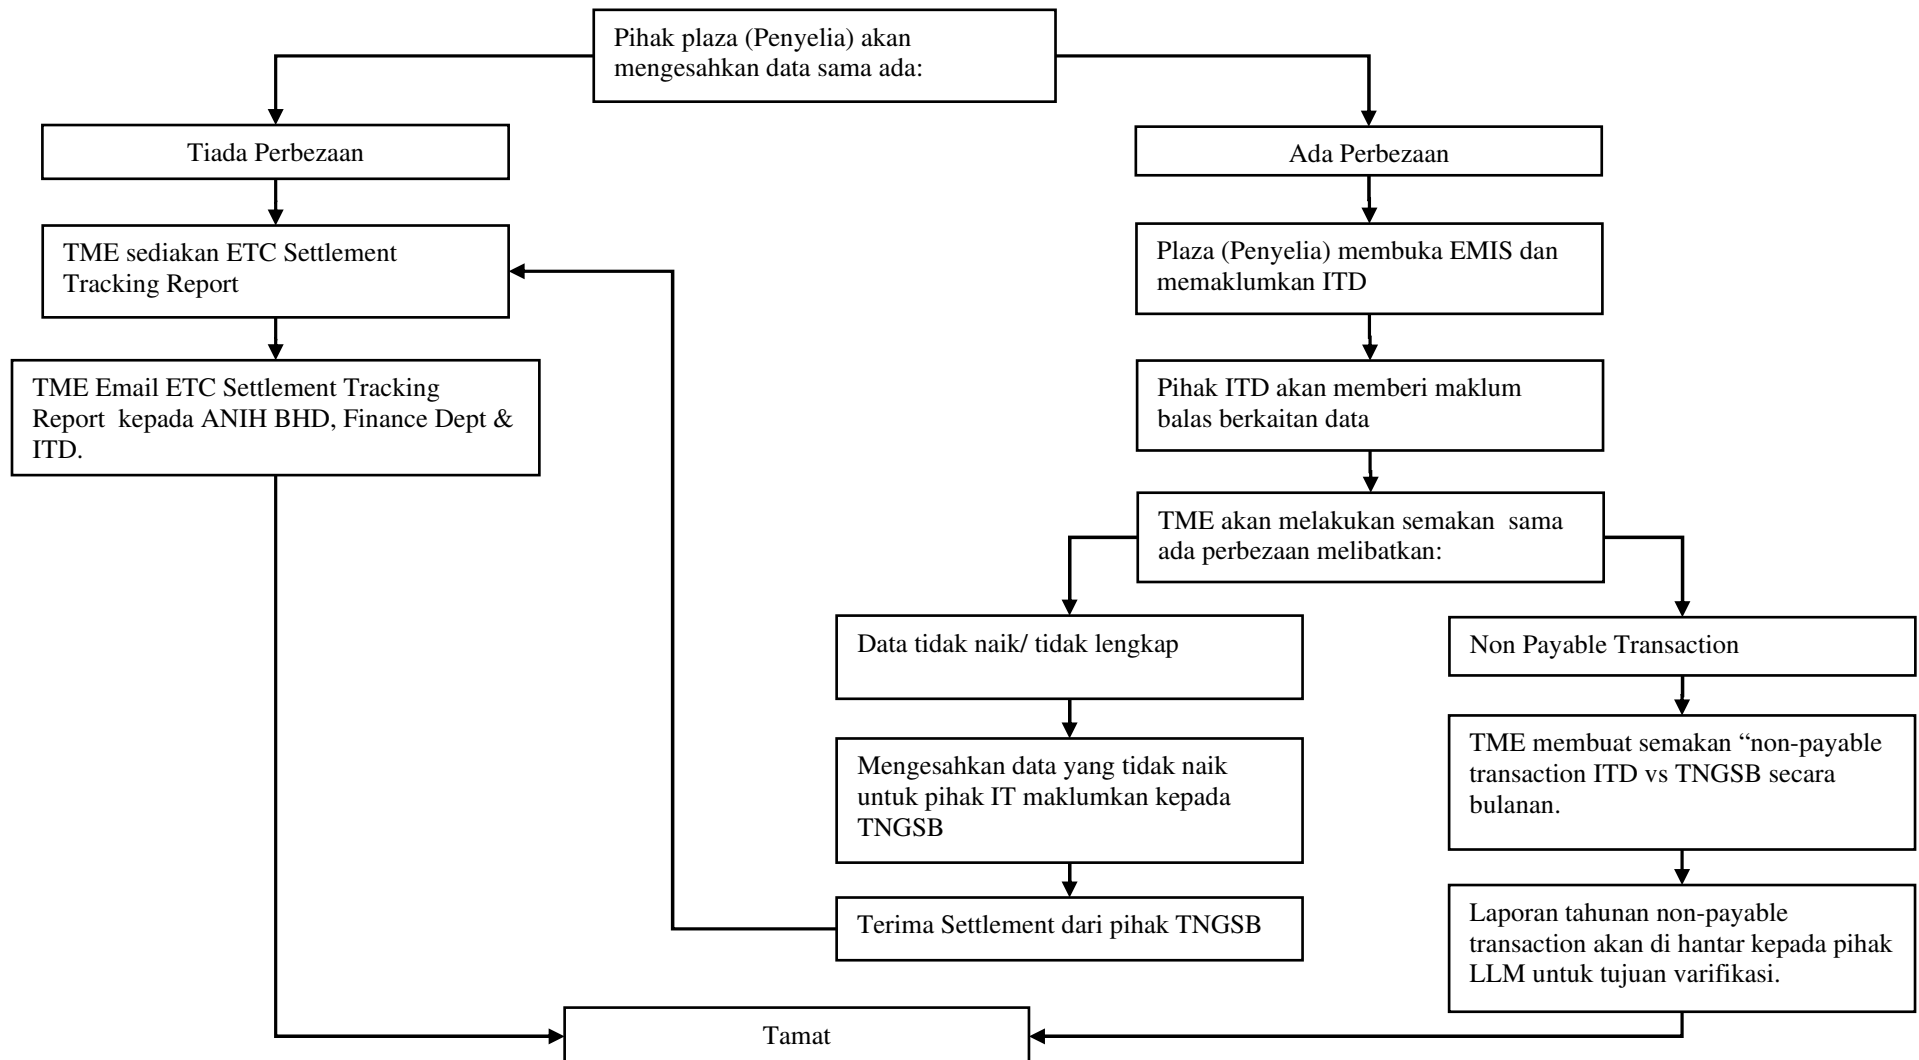 Pihak plaza (Penyelia) akan
mengesahkan data sama ada:
Tiada Perbezaan
Ada Perbezaan
TME sediakan ETC Settlement
Tracking Report
Plaza (Penyelia) membuka EMIS dan
memaklumkan ITD
TME Email ETC Settlement Tracking
Report kepada ANIH BHD, Finance Dept &
ITD.
Pihak ITD akan memberi maklum
balas berkaitan data
TME akan melakukan semakan sama
ada perbezaan melibatkan:
Data tidak naik/ tidak lengkap
Non Payable Transaction
Mengesahkan data yang tidak naik
untuk pihak IT maklumkan kepada
TNGSB
TME membuat semakan “non-payable
transaction ITD vs TNGSB secara
bulanan.
Terima Settlement dari pihak TNGSB
Laporan tahunan non-payable
transaction akan di hantar kepada pihak
LLM untuk tujuan varifikasi.
Tamat